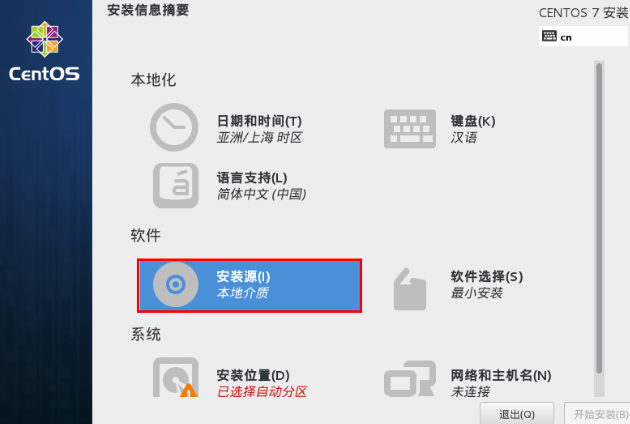 安装信息摘要
CENTOS 7 安装
cn
CentOS
本地化
日期和时间(T)
亚洲/上海 时区
键盘(K)
汉语
语言支持(L)
简体中文 (中国)
软件
安装源(I)
本地介质
软件选择(S)
最小安装
系统
安装位置(D)
已选择自动分区
网络和主机名(N)
未连接
退出(Q)
开始安装(B)